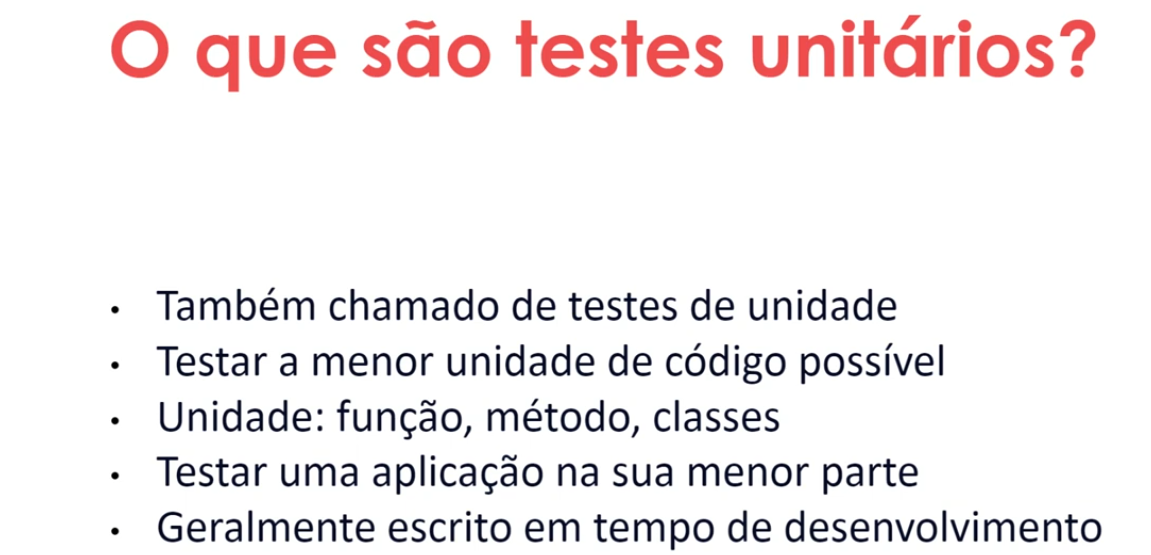 O que são testes unitários?
• Também chamado de testes de unidade
• Testar a menor unidade de código possível
• Unidade: função, método, classes
• Testar uma aplicação na sua menor parte
• Geralmente escrito em tempo de desenvolvimento